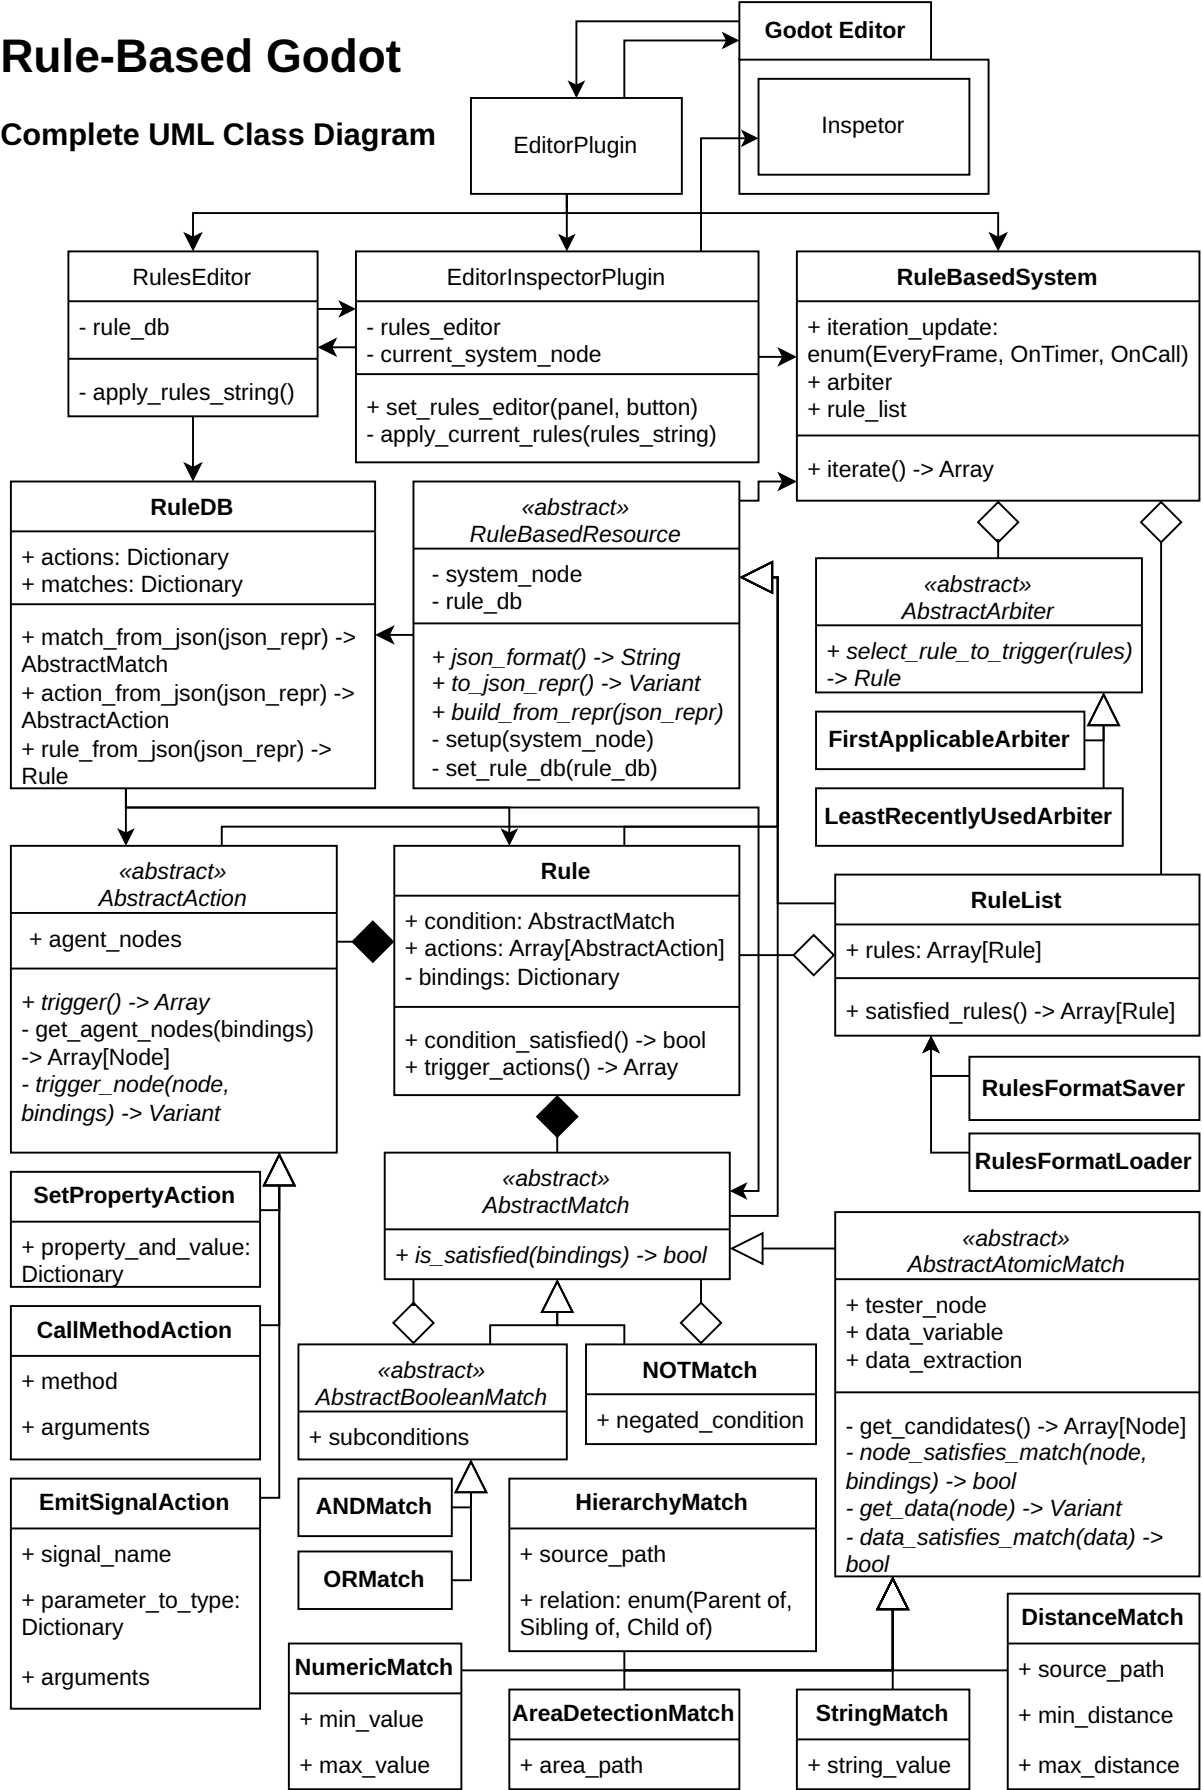 Rule-Based Godot
Complete UML Class Diagram
Godot Editor
Inspetor
EditorPlugin
RulesEditor
- rule_db
- apply_rules_string()
EditorInspectorPlugin
- rules_editor
- current_system_node
+ set_rules_editor(panel, button)
- apply_current_rules(rules_string)
RuleBasedSystem
+ iteration_update:
enum(EveryFrame, OnTimer, OnCall)
+ arbiter
+ rule_list
+ iterate() -> Array
RuleDB
+ actions: Dictionary
+ matches: Dictionary
+ match_from_json(json_repr) ->
AbstractMatch
+ action_from_json(json_repr) ->
AbstractAction
+ rule_from_json(json_repr) ->
Rule
«abstract»
RuleBasedResource
- system_node
- rule_db
+ json_format() -> String
+ to_json_repr() -> Variant
+ build_from_repr(json_repr)
- setup(system_node)
- set_rule_db(rule_db)
«abstract»
AbstractArbiter
+ select_rule_to_trigger(rules)
-> Rule
FirstApplicableArbiter
LeastRecentlyUsedArbiter
«abstract»
AbstractAction
+ agent_nodes
+ trigger() -> Array
- get_agent_nodes(bindings)
-> Array[Node]
- trigger_node(node,
bindings) -> Variant
Rule
+ condition: AbstractMatch
+ actions: Array[AbstractAction]
- bindings: Dictionary
+ condition_satisfied() -> bool
+ trigger_actions() -> Array
RuleList
+ rules: Array[Rule]
+ satisfied_rules() -> Array[Rule]
RulesFormatSaver
RulesFormatLoader
SetPropertyAction
+ property_and_value:
Dictionary
CallMethodAction
+ method
+ arguments
EmitSignalAction
+ signal_name
+ parameter_to_type:
Dictionary
+ arguments
«abstract»
AbstractMatch
+ is_satisfied(bindings) -> bool
«abstract»
AbstractBooleanMatch
+ subconditions
NOTMatch
+ negated_condition
ANDMatch
ORMatch
«abstract»
AbstractAtomicMatch
+ tester_node
+ data_variable
+ data_extraction
- get_candidates() -> Array[Node]
- node_satisfies_match(node,
bindings) -> bool
- get_data(node) -> Variant
- data_satisfies_match(data) ->
bool
HierarchyMatch
+ source_path
+ relation: enum(Parent of,
Sibling of, Child of)
NumericMatch
+ min_value
+ max_value
AreaDetectionMatch
+ area_path
StringMatch
+ string_value
DistanceMatch
+ source_path
+ min_distance
+ max_distance